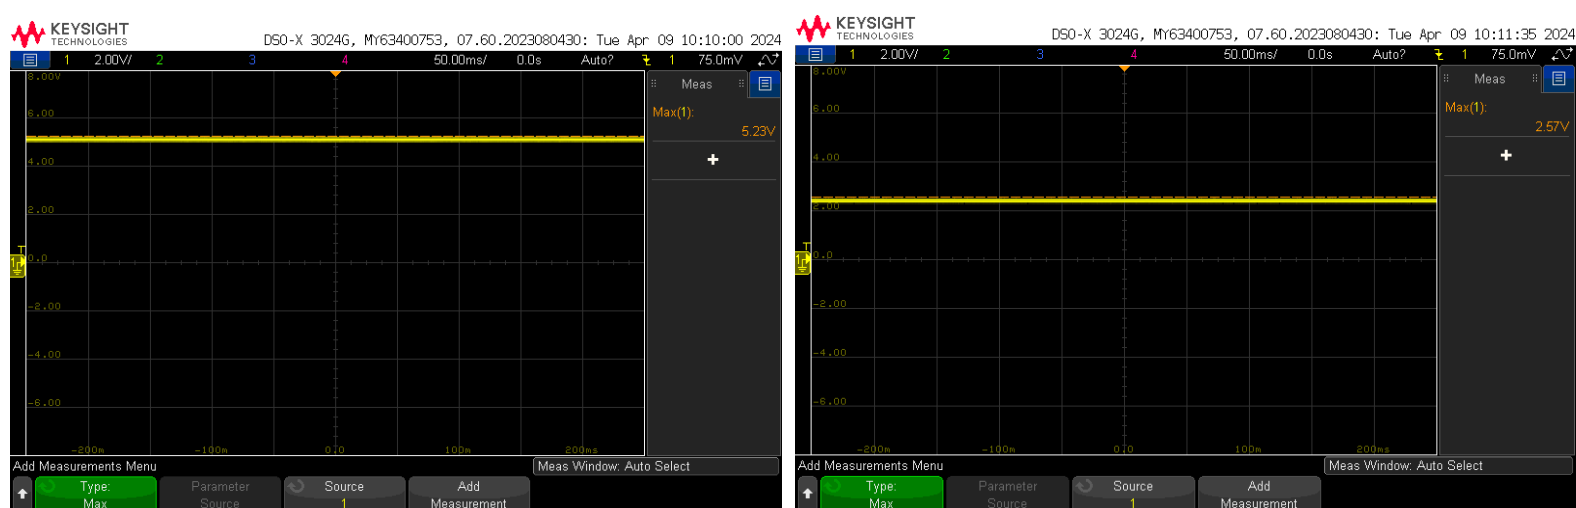 KEYSIGHT
TECHNOLOGIES
DSO-X 3024G, MY63400753, 07.60.2023080430: Tue Apr 09 10:10:00 2024
1 2.00V/ 2 3 4 50.00ms/ 0.0s Auto? 1 75.0mV
8.00V
6.00
4.00
2.00
0.0
-2.00
-4.00
-6.00
-200m -100m 0.0 100m 200ms
T
1
Meas
Max(1):
5.23V
+
Add Measurements Menu
Meas Window: Auto Select
Type:
Max
Parameter
Source
Source
1
Add
Measurement
KEYSIGHT
TECHNOLOGIES
DSO-X 3024G, MY63400753, 07.60.2023080430: Tue Apr 09 10:11:35 2024
1 2.00V/ 2 3 4 50.00ms/ 0.0s Auto? 1 75.0mV
8.00V
6.00
4.00
2.00
0.0
-2.00
-4.00
-6.00
-200m -100m 0.0 100m 200ms
T
1
Meas
Max(1):
2.57V
+
Add Measurements Menu
Meas Window: Auto Select
Type:
Max
Parameter
Source
Source
1
Add
Measurement